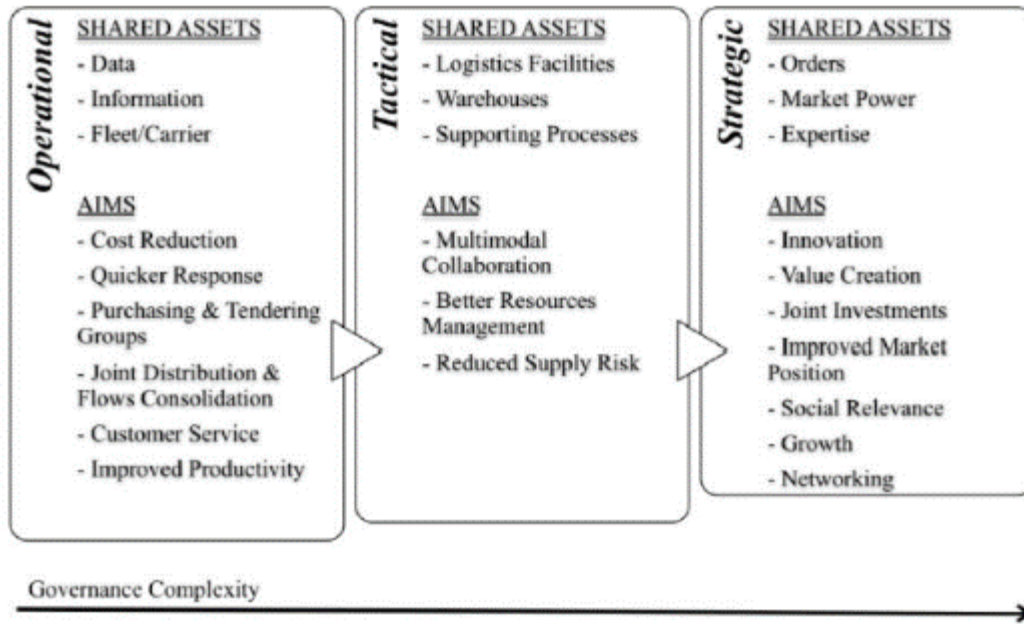 Operational
SHARED ASSETS
- Data
- Information
- Fleet/Carrier
AIMS
- Cost Reduction
- Quicker Response
- Purchasing & Tendering
Groups
- Joint Distribution &
Flows Consolidation
- Customer Service
- Improved Productivity
Tactical
SHARED ASSETS
- Logistics Facilities
- Warehouses
- Supporting Processes
AIMS
- Multimodal
Collaboration
- Better Resources
Management
- Reduced Supply Risk
Strategic
SHARED ASSETS
- Orders
- Market Power
- Expertise
AIMS
- Innovation
- Value Creation
- Joint Investments
- Improved Market
Position
- Social Relevance
- Growth
- Networking
Governance Complexity